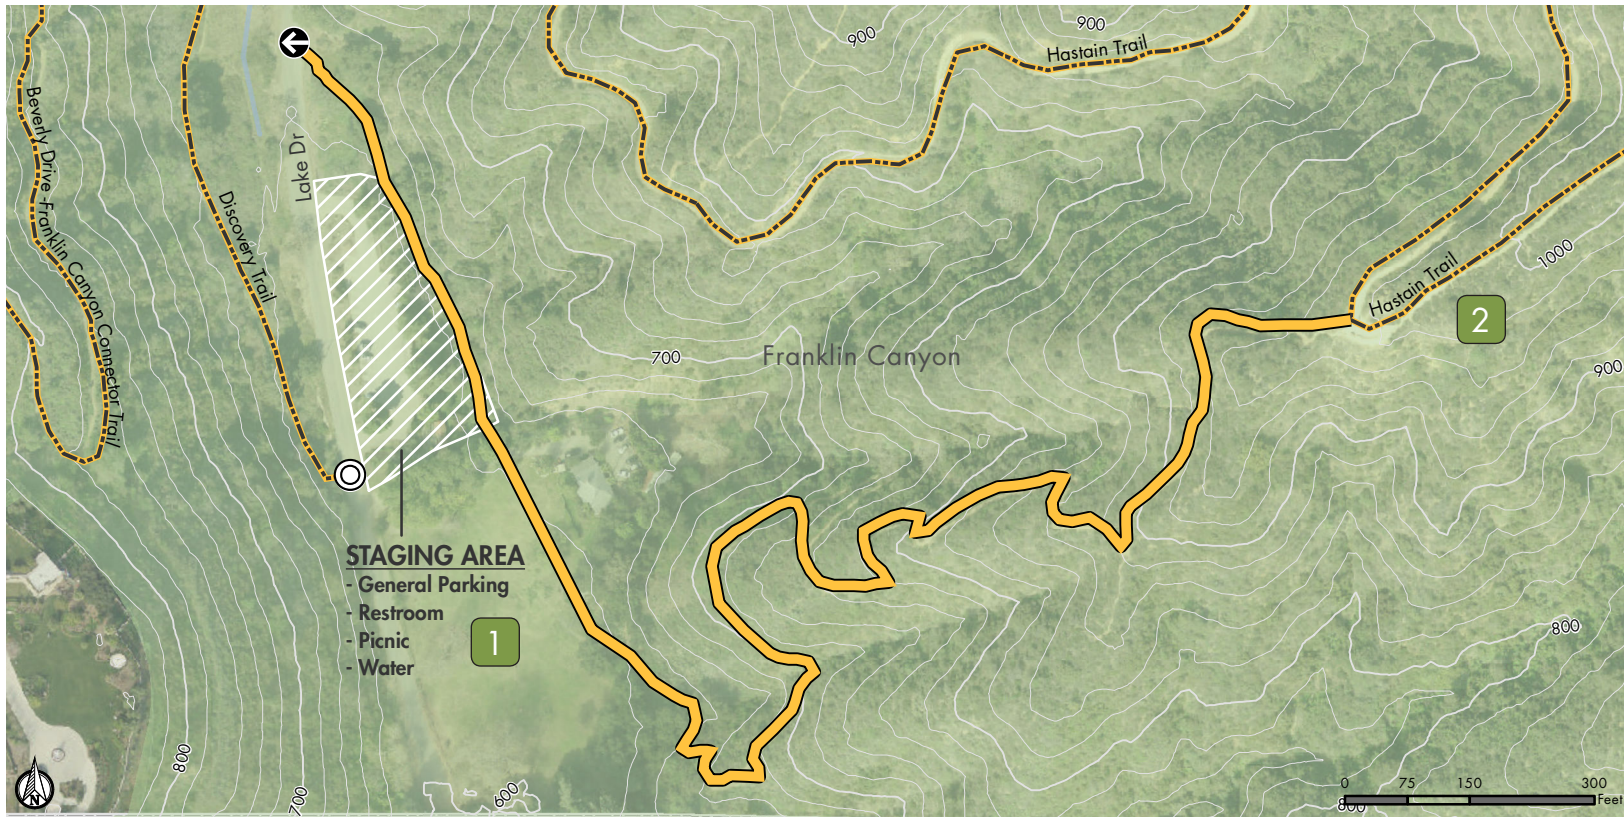 900
900
Hastain Trail
Beverly Drive -Franklin Canyon Connector Trail
Lake Dr
Discovery Trail
1000
Hastain Trail
2
700
Franklin Canyon
900
STAGING AREA
- General Parking
- Restroom
- Picnic
- Water
1
800
800
700
600
N
0 75 150 300
Feet
800